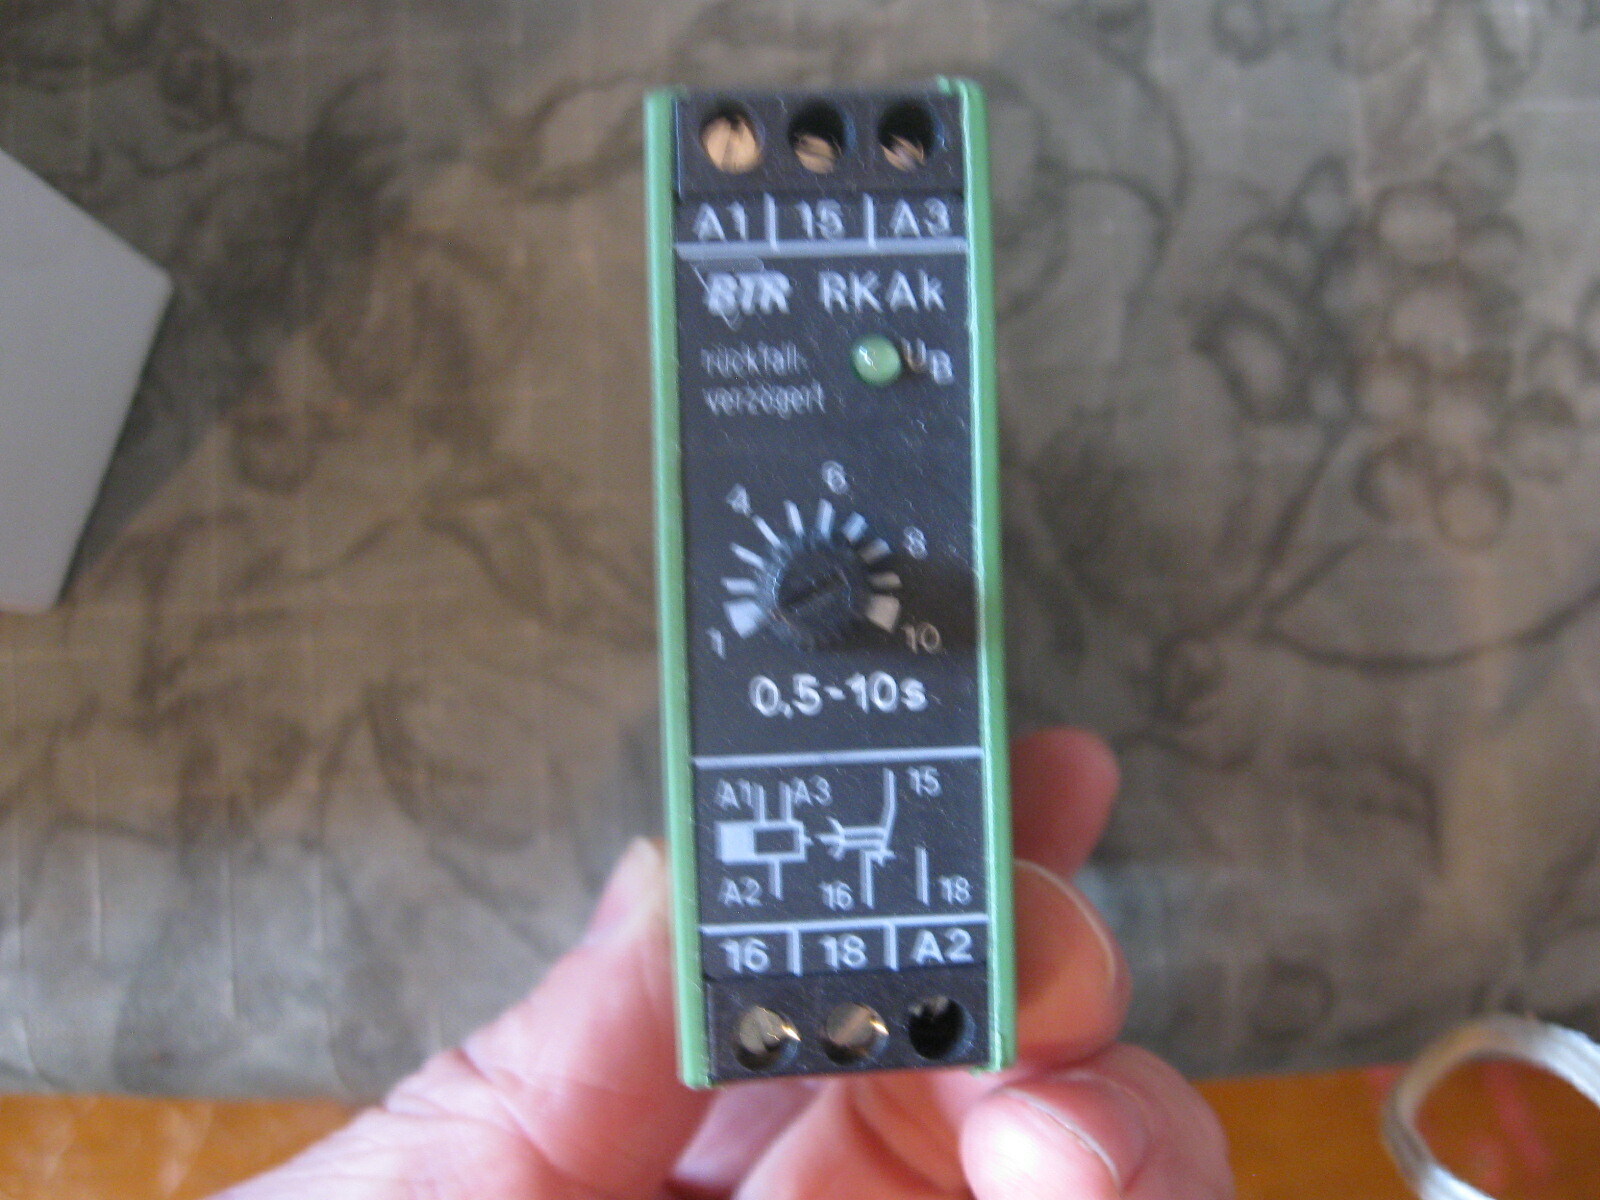 A1 15 A3
BTR RKAk
rückfall- UB
verzögert
6
4
8
1
10
0,5-10s
A1 A3 15
A2 16 18
16 18 A2